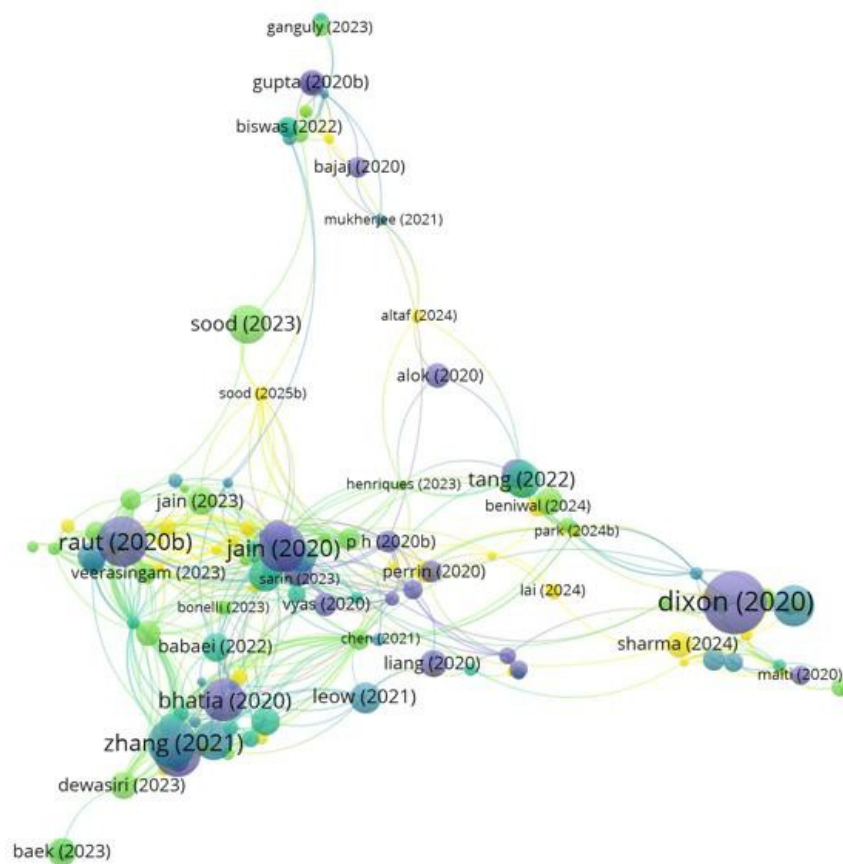 ganguly (2023)
gupta (2020b)
biswas (2022)
bajaj (2020)
mukherjee (2021)
sood (2023)
altaf (2024)
alok (2020)
sood (2025b)
tang (2022)
henriques (2023)
jain (2023)
beniwal (2024)
park (2024b)
raut (2020b)
jain (2020)
p h (2020b)
veerasingam (2023)
sarin (2023)
perrin (2020)
lai (2024)
dixon (2020)
bonelli (2023)
vyas (2020)
babaei (2022)
chen (2021)
sharma (2024)
liang (2020)
maiti (2020)
bhatia (2020)
leow (2021)
zhang (2021)
dewasiri (2023)
baek (2023)